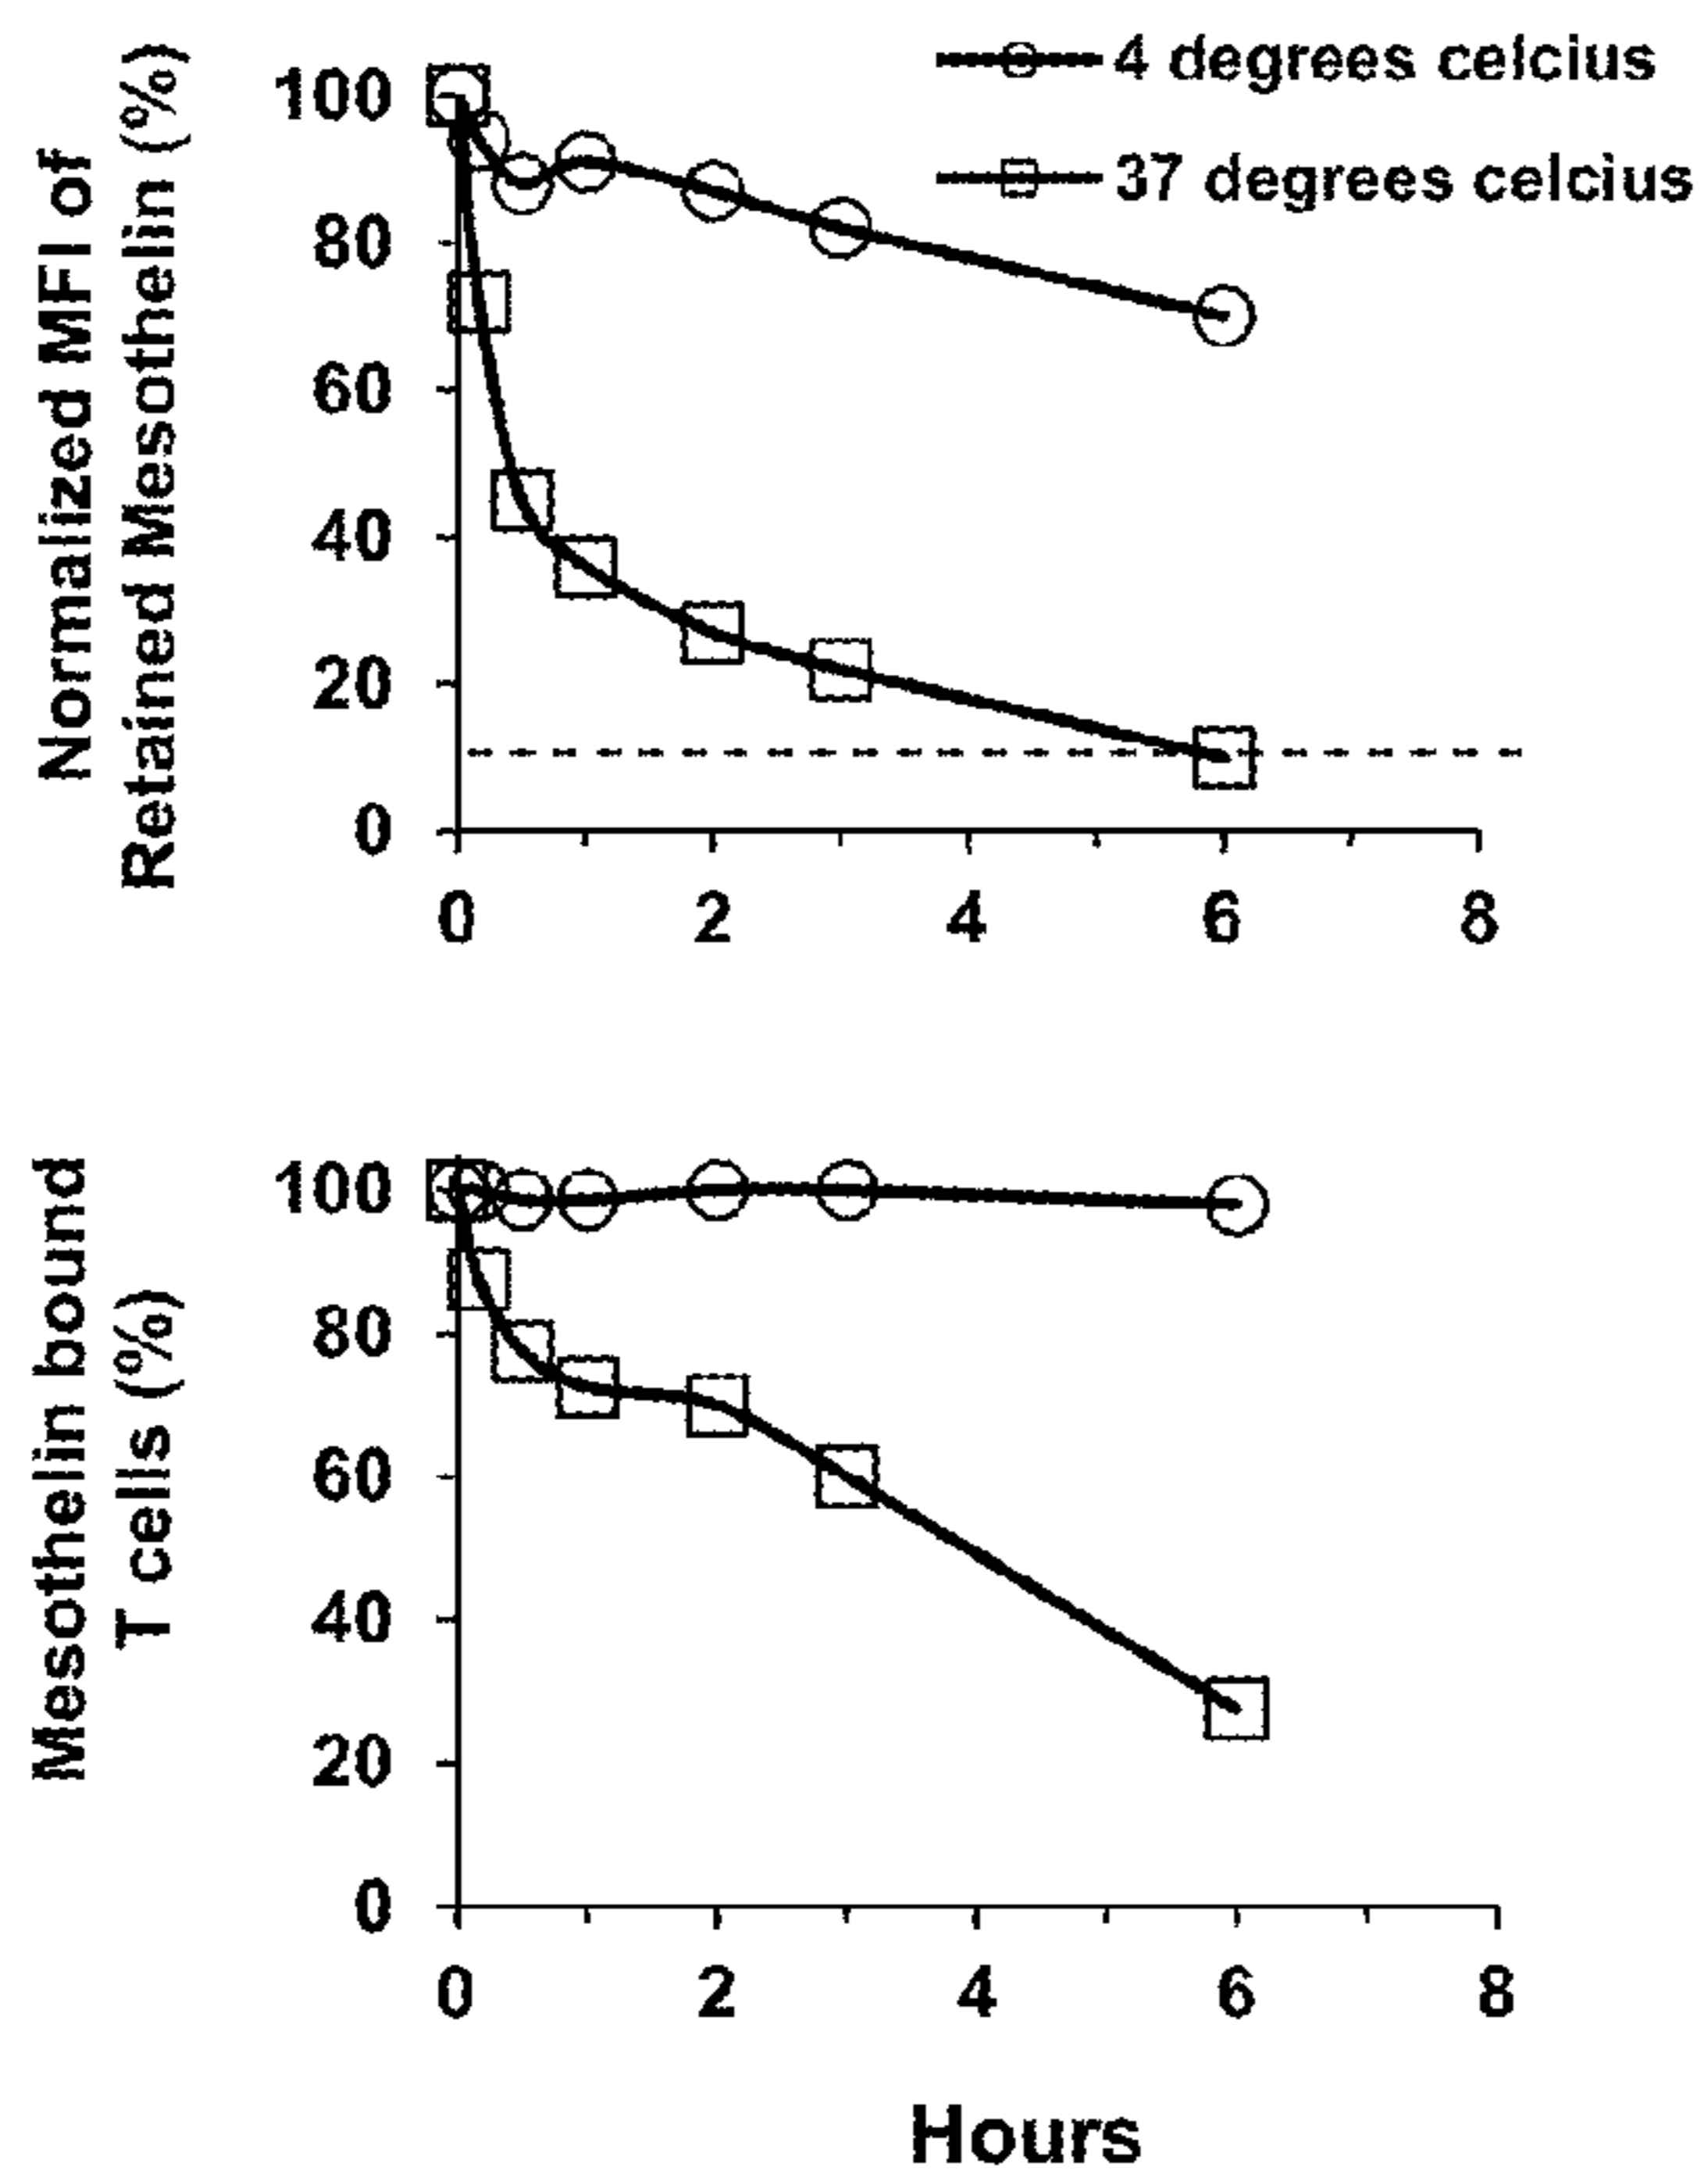 4 degrees celcius
37 degrees celcius
Normalized MFI of
Retained Mesothelin (%)
100
80
60
40
20
0
0 2 4 6 8
Mesothelin bound
T cells (%)
100
80
60
40
20
0
0 2 4 6 8
Hours